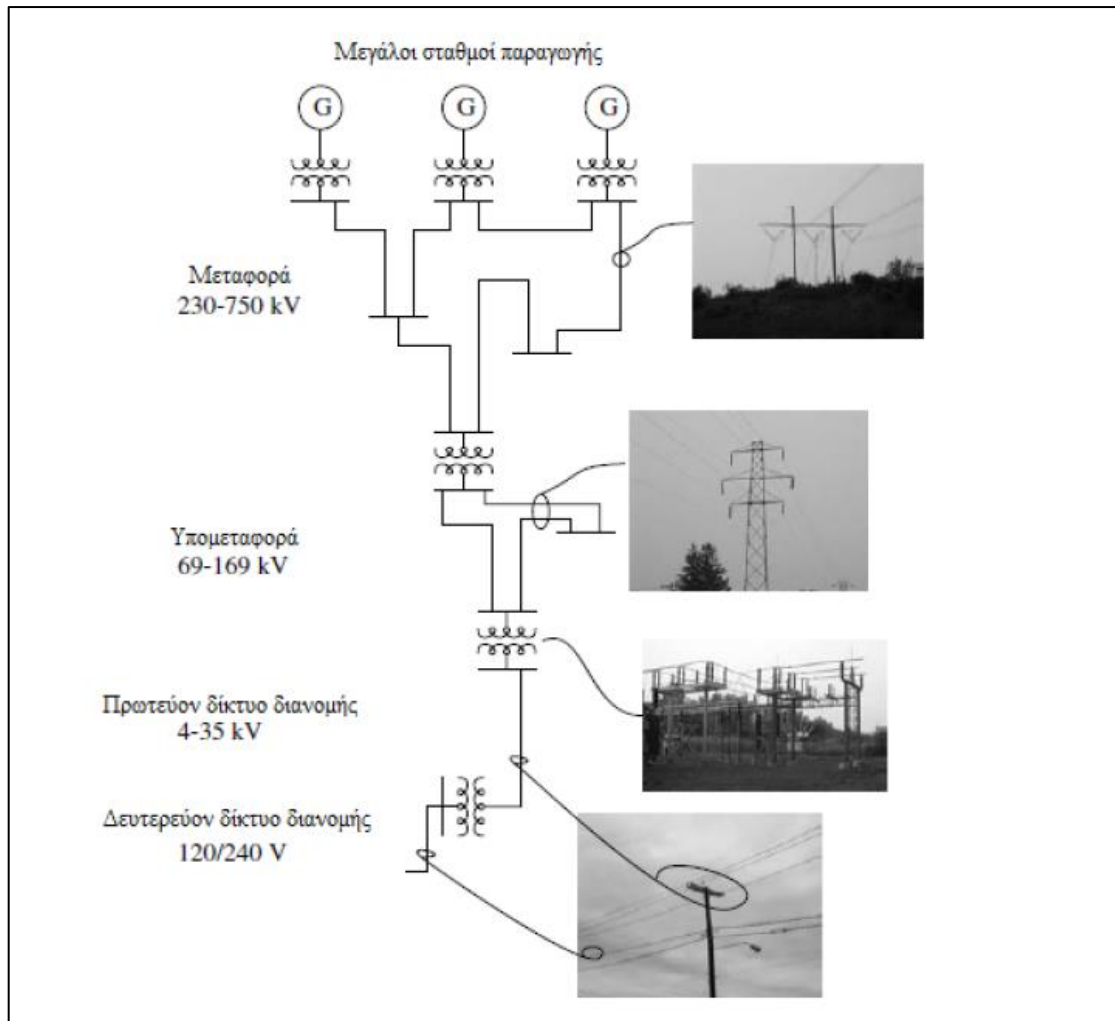 Μεγάλοι σταθμοί παραγωγής
G G G
Μεταφορά
230-750 kV
Υπομεταφορά
69-169 kV
Πρωτεύον δίκτυο διανομής
4-35 kV
Δευτερεύον δίκτυο διανομής
120/240 V